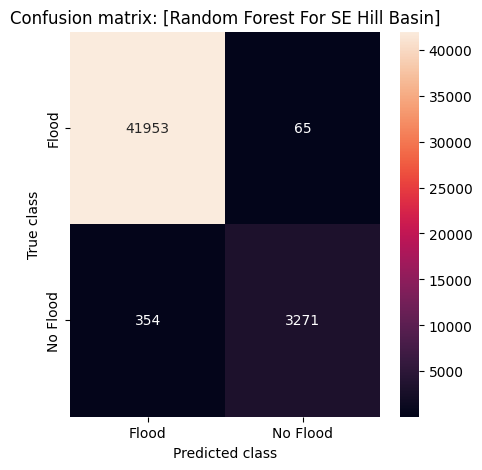 Confusion matrix: [Random Forest For SE Hill Basin]
True class
Flood
No Flood
41953
65
354
3271
Flood
No Flood
Predicted class
40000
35000
30000
25000
20000
15000
10000
5000